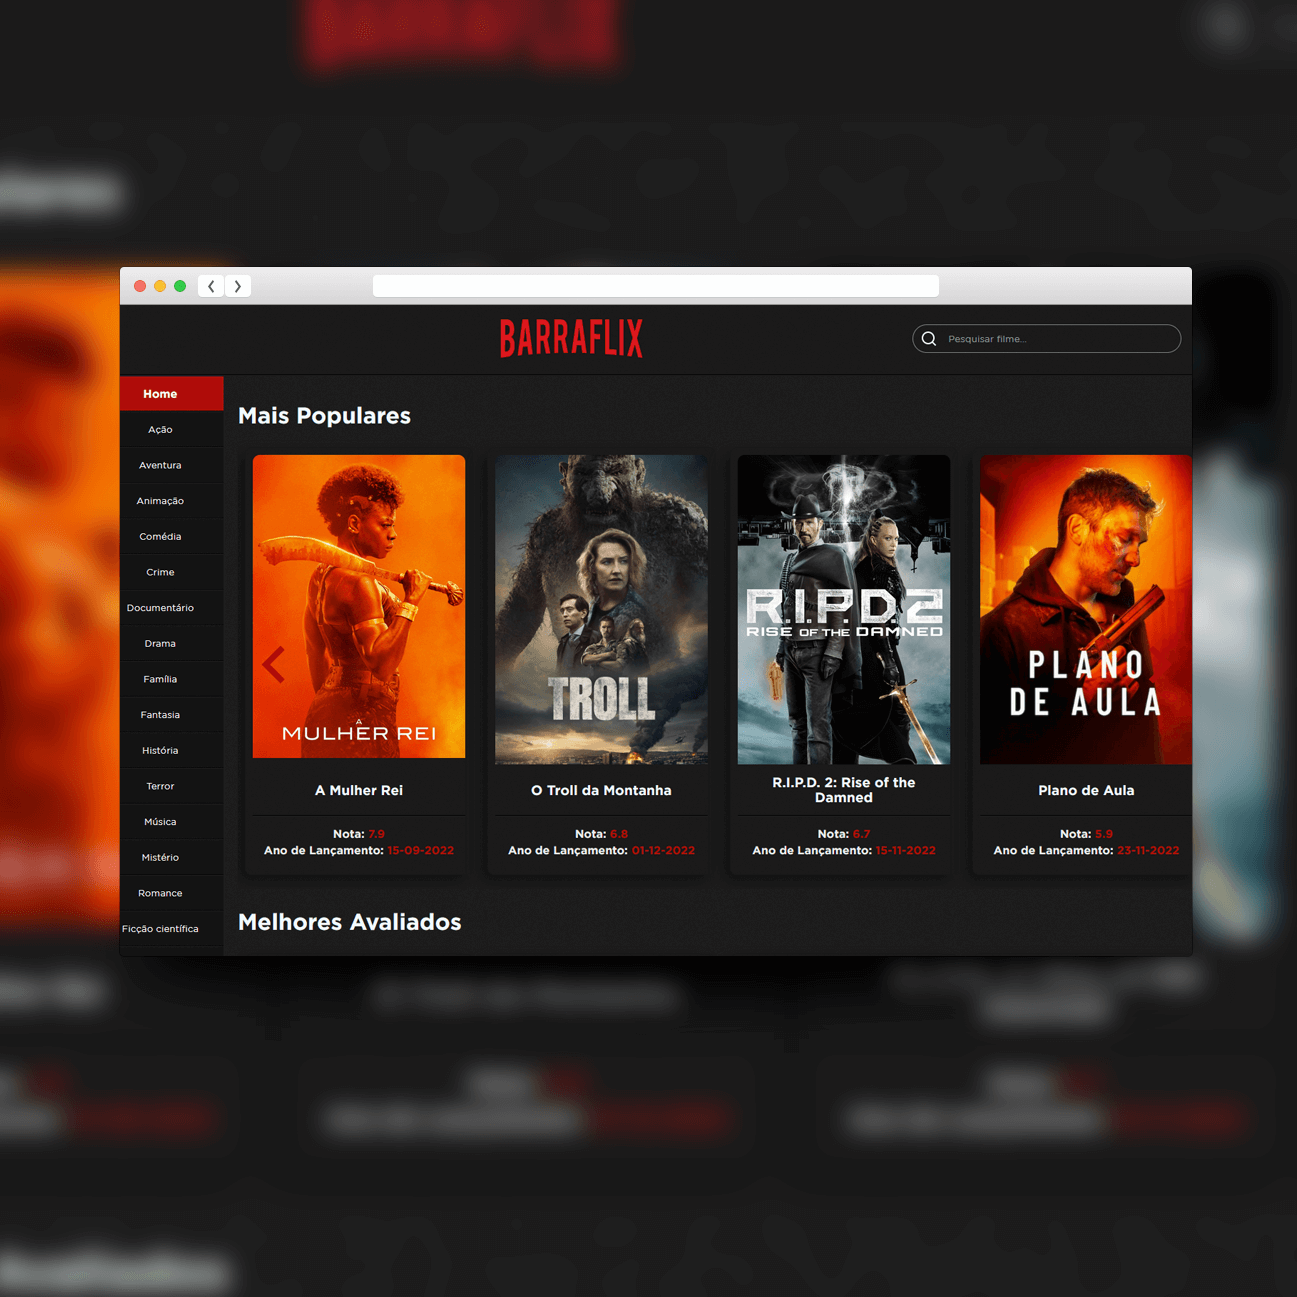 BARRAFLIX
BARRAFLIX
Pesquisar filme...
Home
Ação
Aventura
Animação
Comédia
Crime
Documentário
Drama
Família
Fantasia
História
Terror
Música
Mistério
Romance
Ficção científica
Mais Populares
A
MULHER REI
A Mulher Rei
Nota: 7.9
Ano de Lançamento: 15-09-2022
TROLL
O Troll da Montanha
Nota: 6.8
Ano de Lançamento: 01-12-2022
R.I.P.D.2
RISE OF THE DAMNED
R.I.P.D. 2: Rise of the
Damned
Nota: 6.7
Ano de Lançamento: 15-11-2022
PLANO
DE AULA
Plano de Aula
Nota: 5.9
Ano de Lançamento: 23-11-2022
Melhores Avaliados